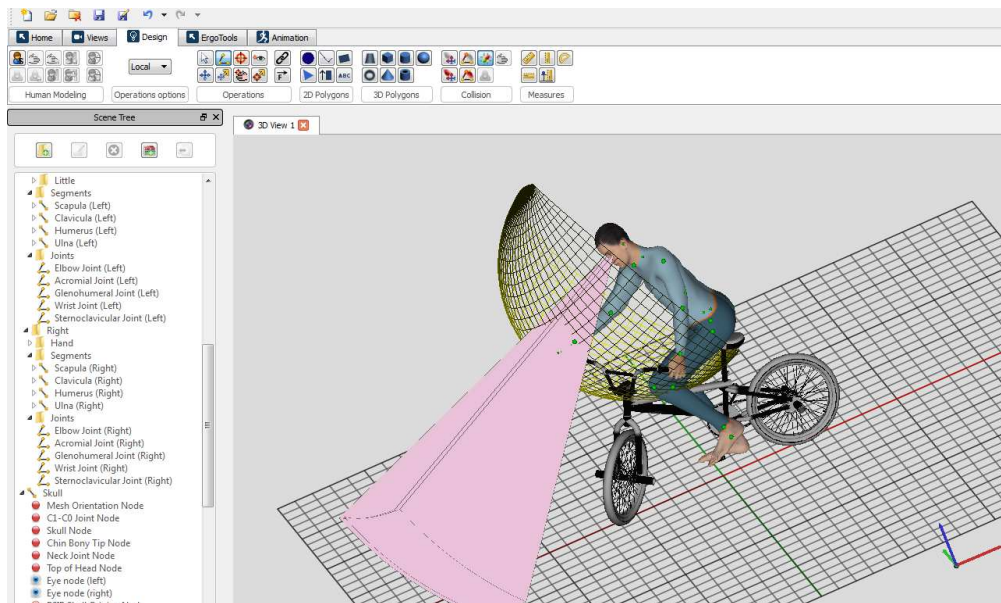 Home Views Design ErgoTools Animation
Local
ABC
Human Modeling Operations options Operations 2D Polygons 3D Polygons Collision Measures
Scene Tree
3D View 1
Little
Segments
Scapula (Left)
Clavicula (Left)
Humerus (Left)
Ulna (Left)
Joints
Elbow Joint (Left)
Acromial Joint (Left)
Glenohumeral Joint (Left)
Wrist Joint (Left)
Sternoclavicular Joint (Left)
Right
Hand
Segments
Scapula (Right)
Clavicula (Right)
Humerus (Right)
Ulna (Right)
Joints
Elbow Joint (Right)
Acromial Joint (Right)
Glenohumeral Joint (Right)
Wrist Joint (Right)
Sternoclavicular Joint (Right)
Skull
Mesh Orientation Node
C1-C0 Joint Node
Skull Node
Chin Bony Tip Node
Neck Joint Node
Top of Head Node
Eye node (left)
Eye node (right)